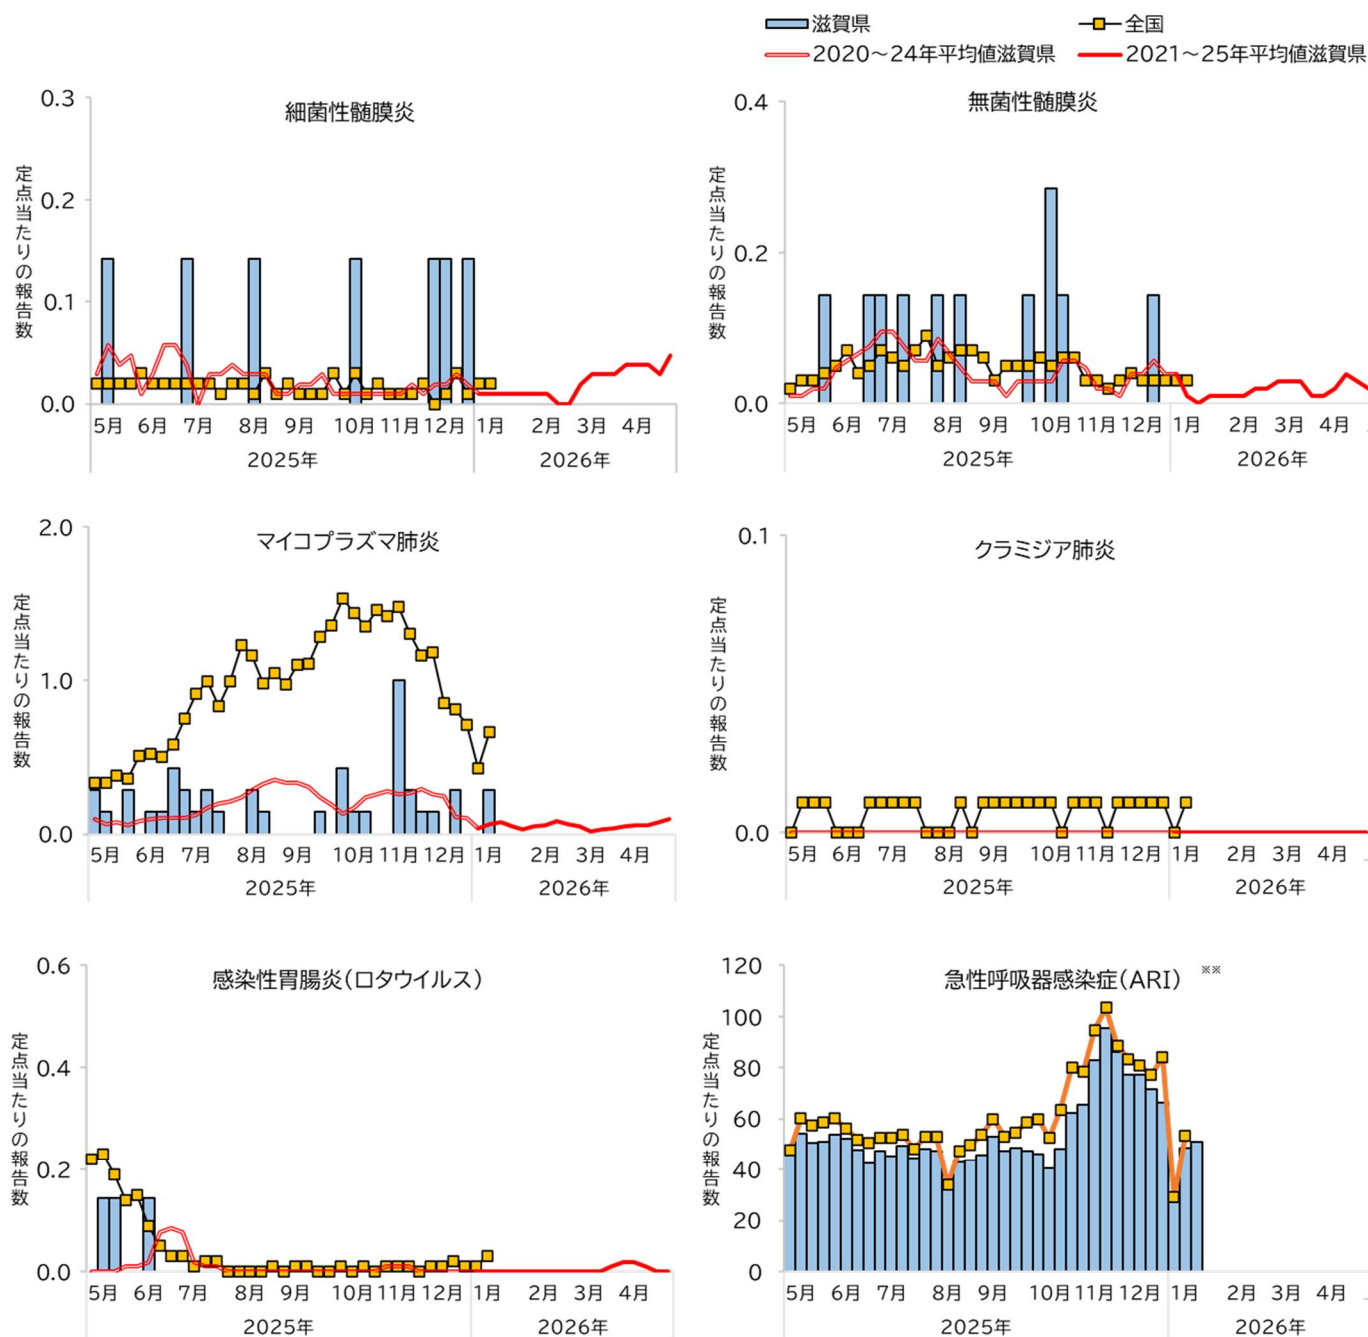 滋賀県
全国
2020～24年平均値滋賀県
2021～25年平均値滋賀県
細菌性髄膜炎
定点当たりの報告数
0.3
0.2
0.1
0.0
5月 6月 7月 8月 9月 10月 11月 12月 1月 2月 3月 4月
2025年 2026年
無菌性髄膜炎
定点当たりの報告数
0.4
0.2
0.0
5月 6月 7月 8月 9月 10月 11月 12月 1月 2月 3月 4月
2025年 2026年
マイコプラズマ肺炎
定点当たりの報告数
2.0
1.0
0.0
5月 6月 7月 8月 9月 10月 11月 12月 1月 2月 3月 4月
2025年 2026年
クラミジア肺炎
定点当たりの報告数
0.1
0.0
5月 6月 7月 8月 9月 10月 11月 12月 1月 2月 3月 4月
2025年 2026年
感染性胃腸炎(ロタウイルス)
定点当たりの報告数
0.6
0.4
0.2
0.0
5月 6月 7月 8月 9月 10月 11月 12月 1月 2月 3月 4月
2025年 2026年
急性呼吸器感染症(ARI) ※※
定点当たりの報告数
120
100
80
60
40
20
0
5月 6月 7月 8月 9月 10月 11月 12月 1月 2月 3月 4月
2025年 2026年